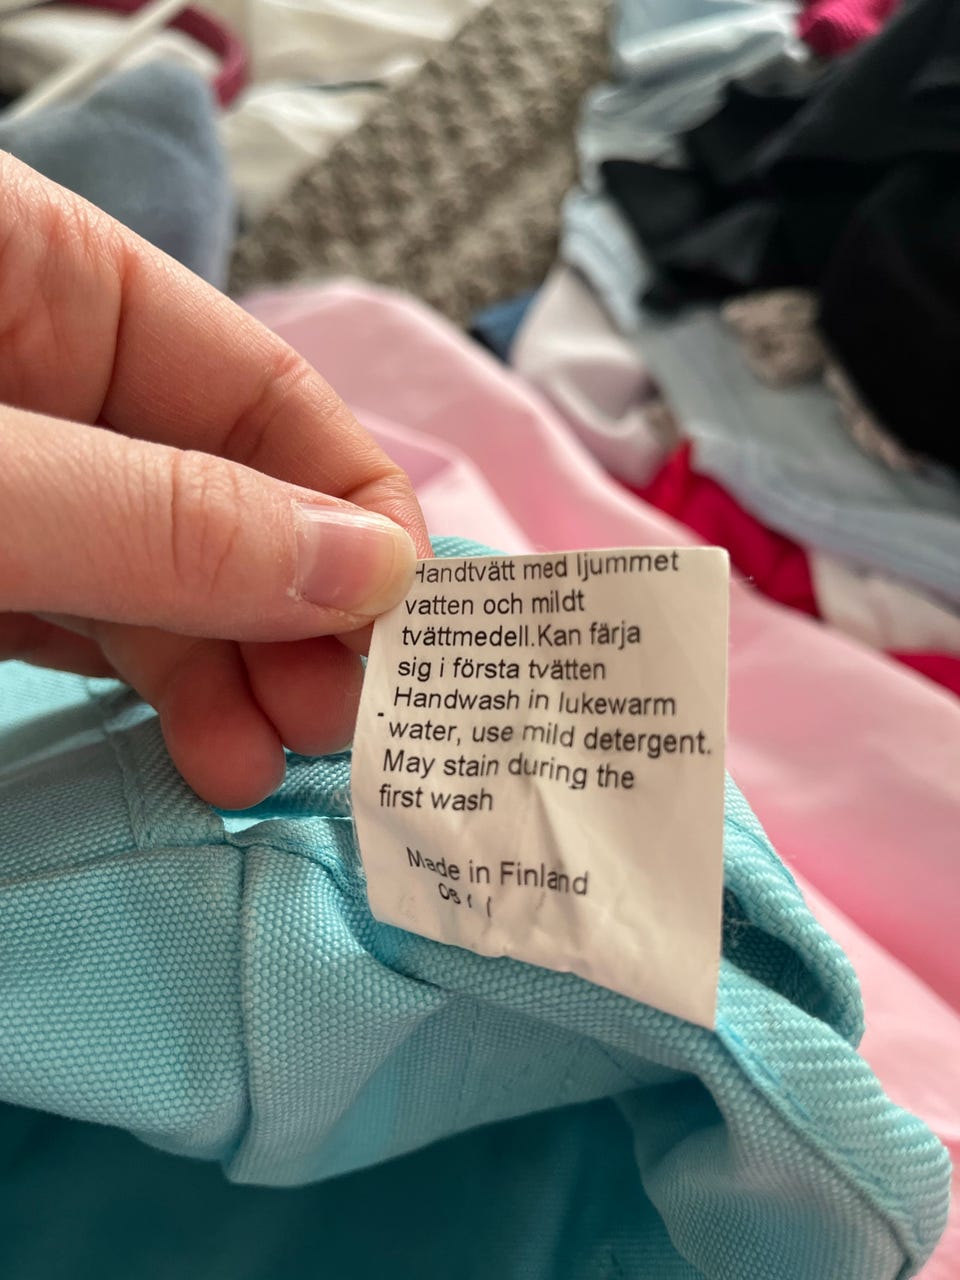 Handtvätt med ljummet
vatten och mildt
tvättmedell.Kan färja
sig i första tvätten
Handwash in lukewarm
water, use mild detergent.
May stain during the
first wash
Made in Finland